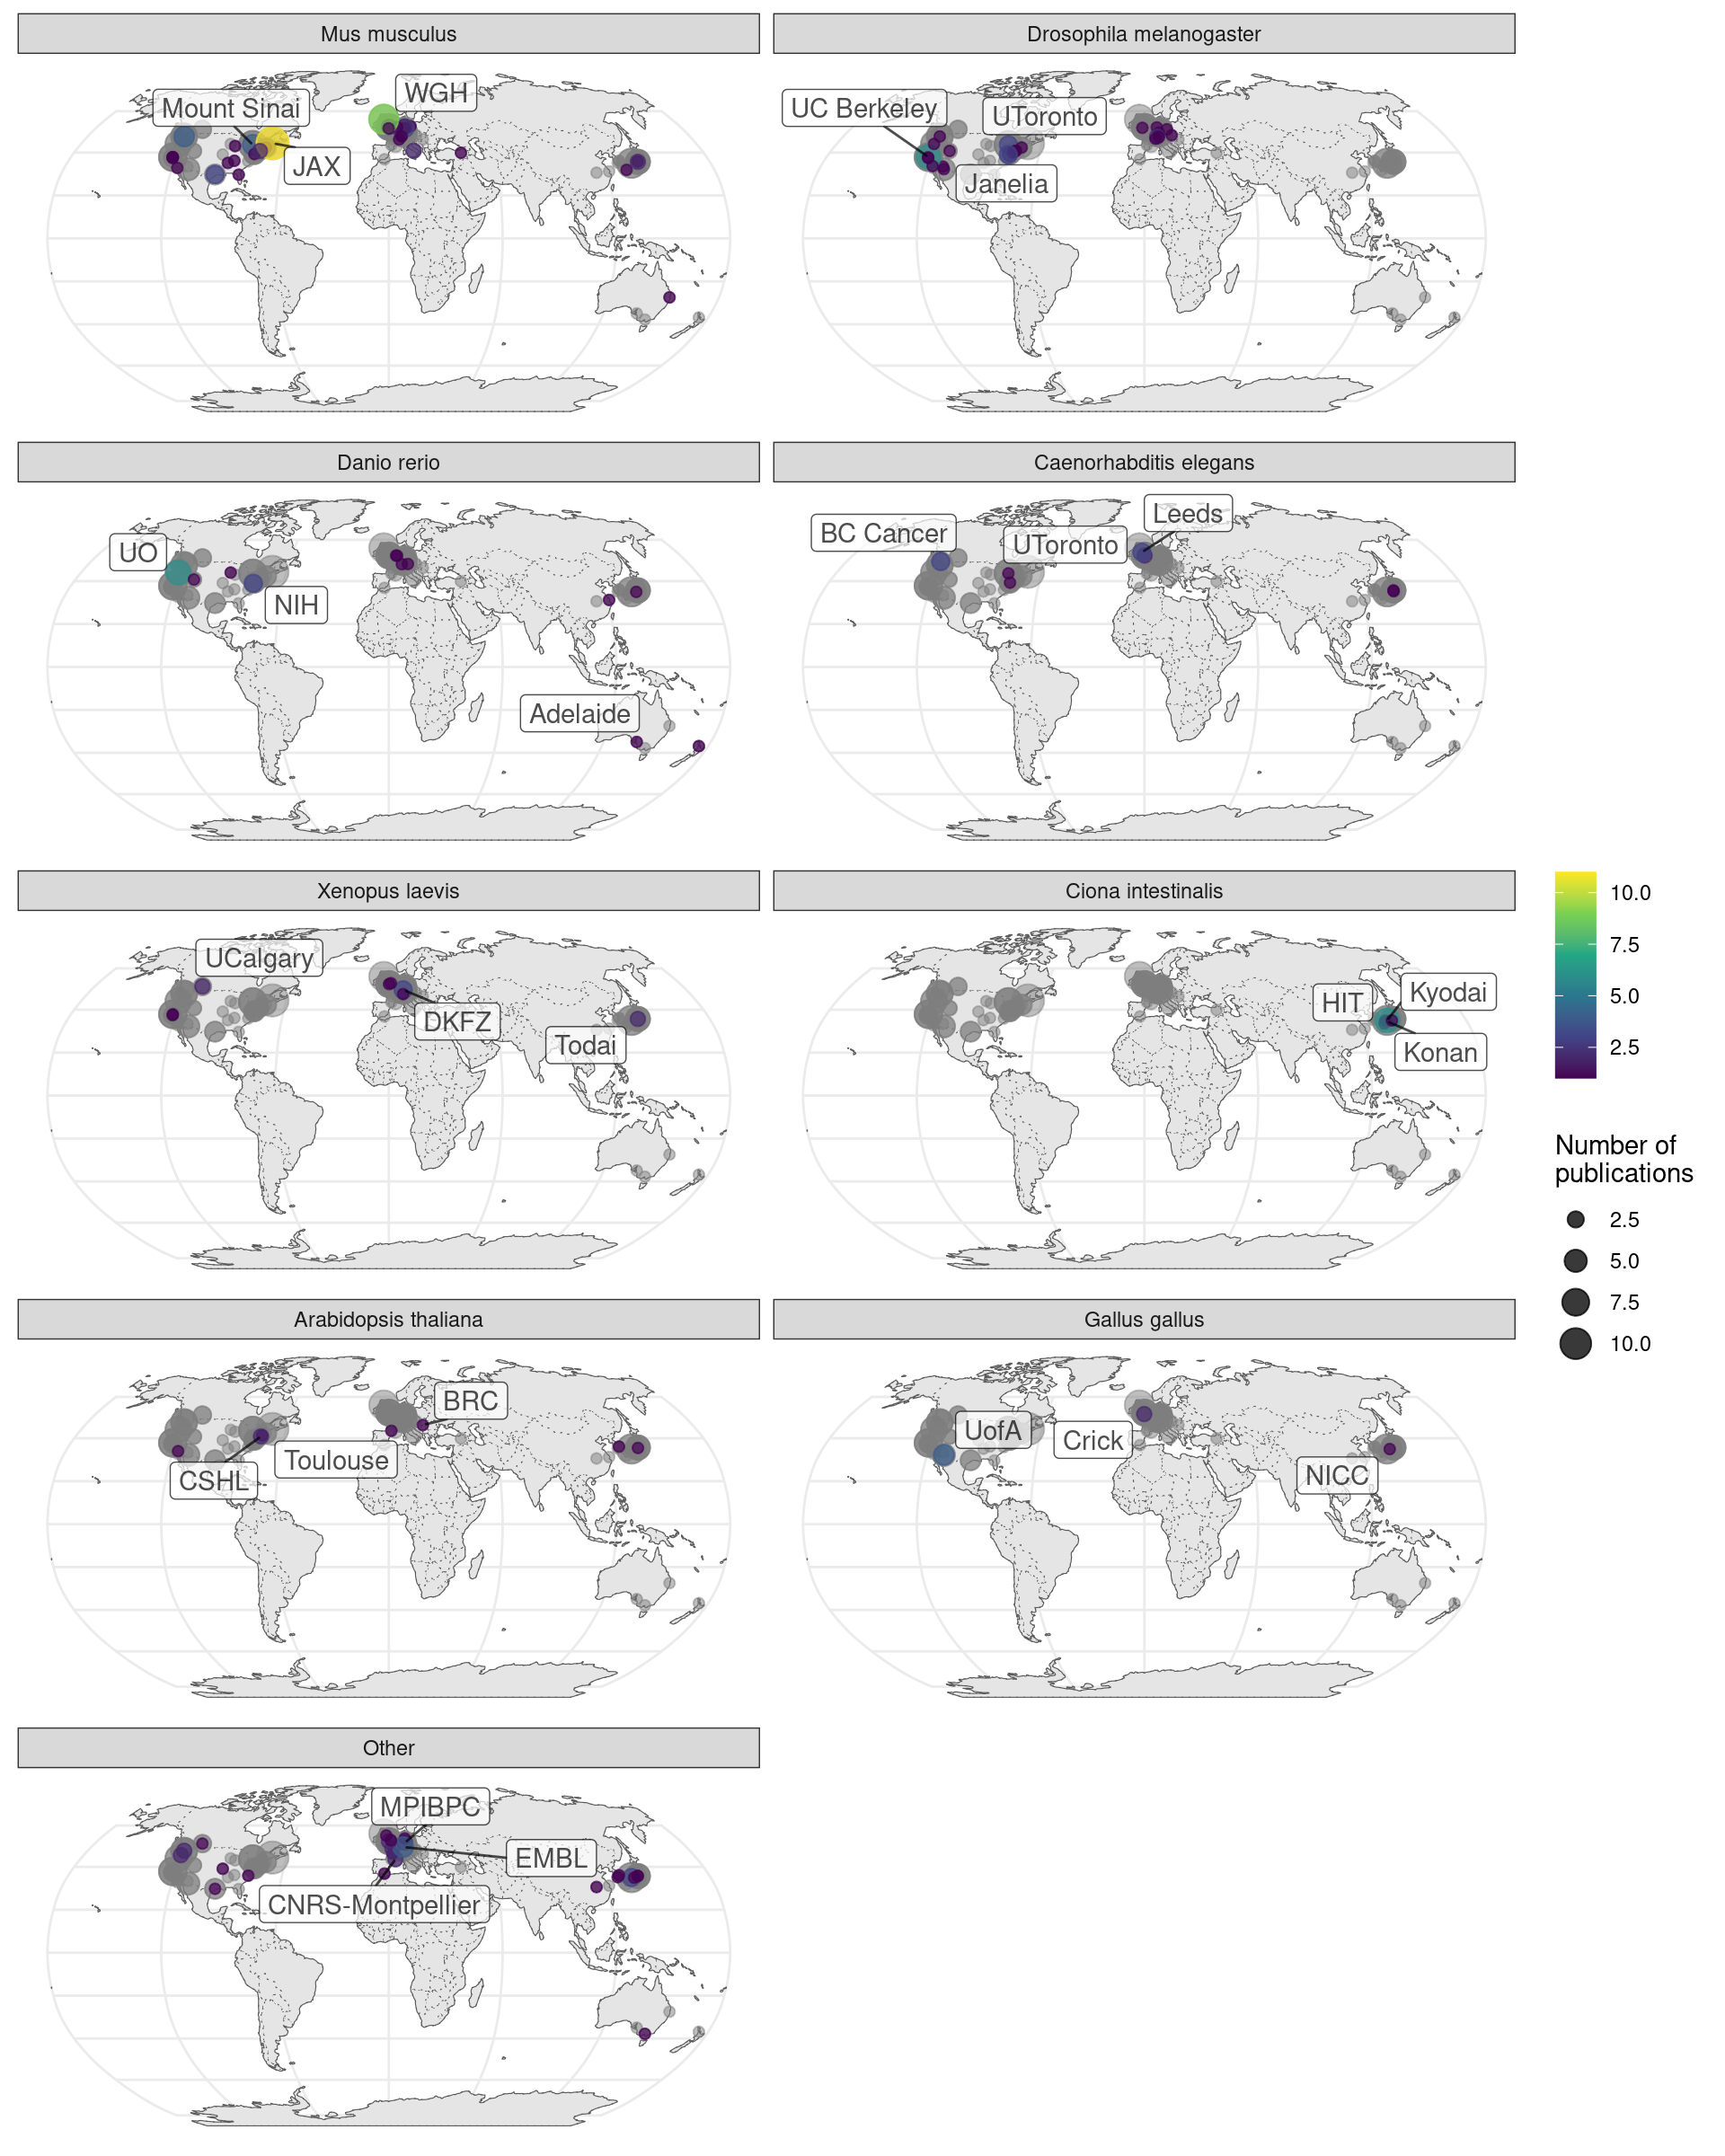 Mus musculus
Drosophila melanogaster
WGH
Mount Sinai
JAX
UC Berkeley
UToronto
Janelia
Danio rerio
Caenorhabditis elegans
UO
NIH
Adelaide
Leeds
BC Cancer
UToronto
Xenopus laevis
Ciona intestinalis
UCalgary
DKFZ
Todai
Kyodai
HIT
Konan
10.0
7.5
5.0
2.5
Number of
publications
2.5
5.0
7.5
10.0
Arabidopsis thaliana
Gallus gallus
BRC
Toulouse
CSHL
UofA
Crick
NICC
Other
MPIBPC
EMBL
CNRS-Montpellier